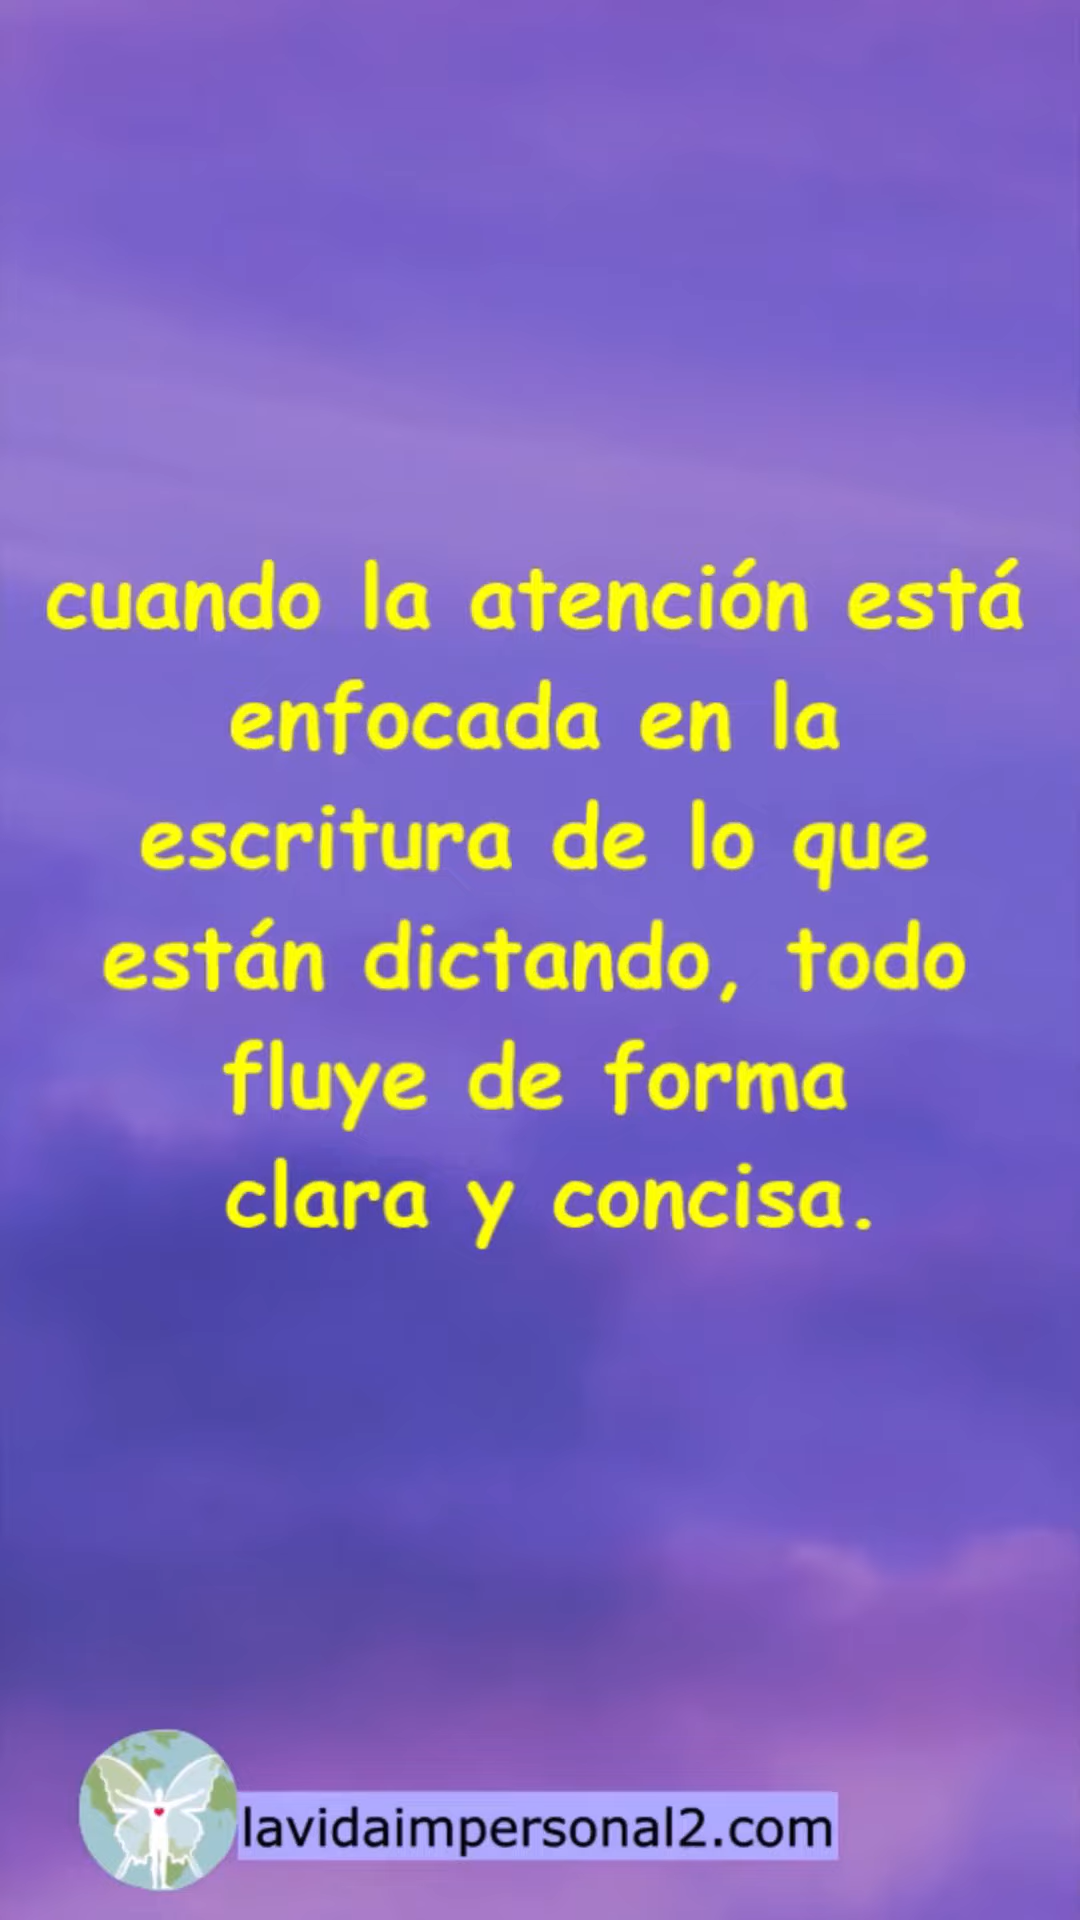 cuando la atención está
enfocada en la
escritura de lo que
están dictando, todo
fluye de forma
clara y concisa.
lavidaimpersonal2.com